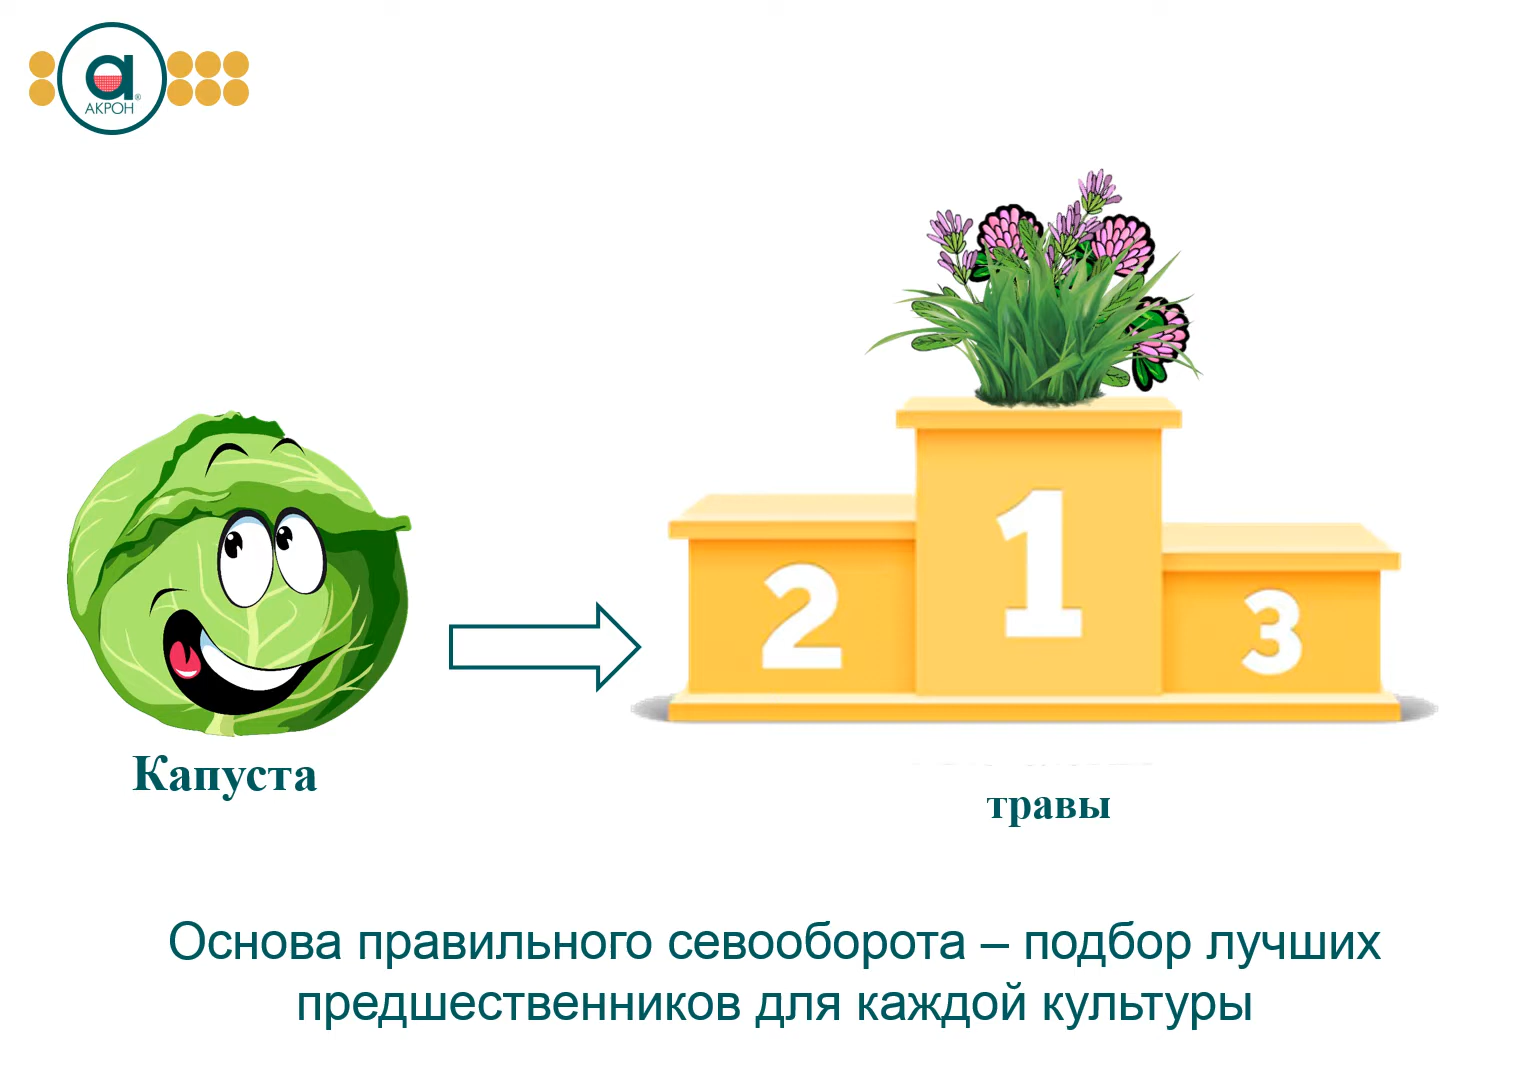 а
АКРОН®
1
2
3
Капуста
травы
Основа правильного севооборота – подбор лучших
предшественников для каждой культуры